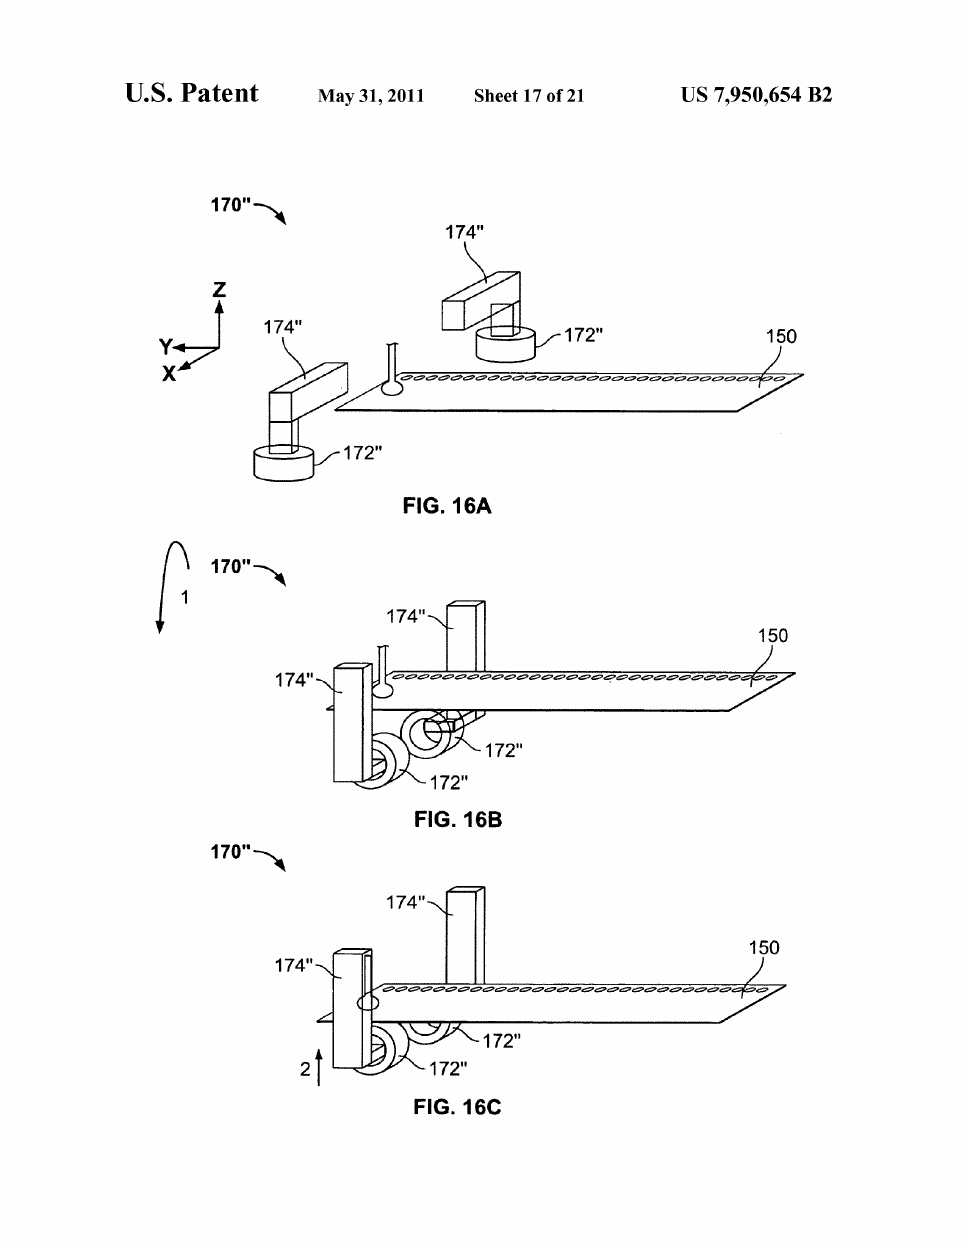 U.S. Patent May 31, 2011 Sheet 17 of 21 US 7,950,654 B2
170"
174"
Z
174"
172"
150
Y
X
172"
FIG. 16A
170"
1
174"
150
174"
172"
172"
FIG. 16B
170"
174"
150
174"
172"
2
172"
FIG. 16C